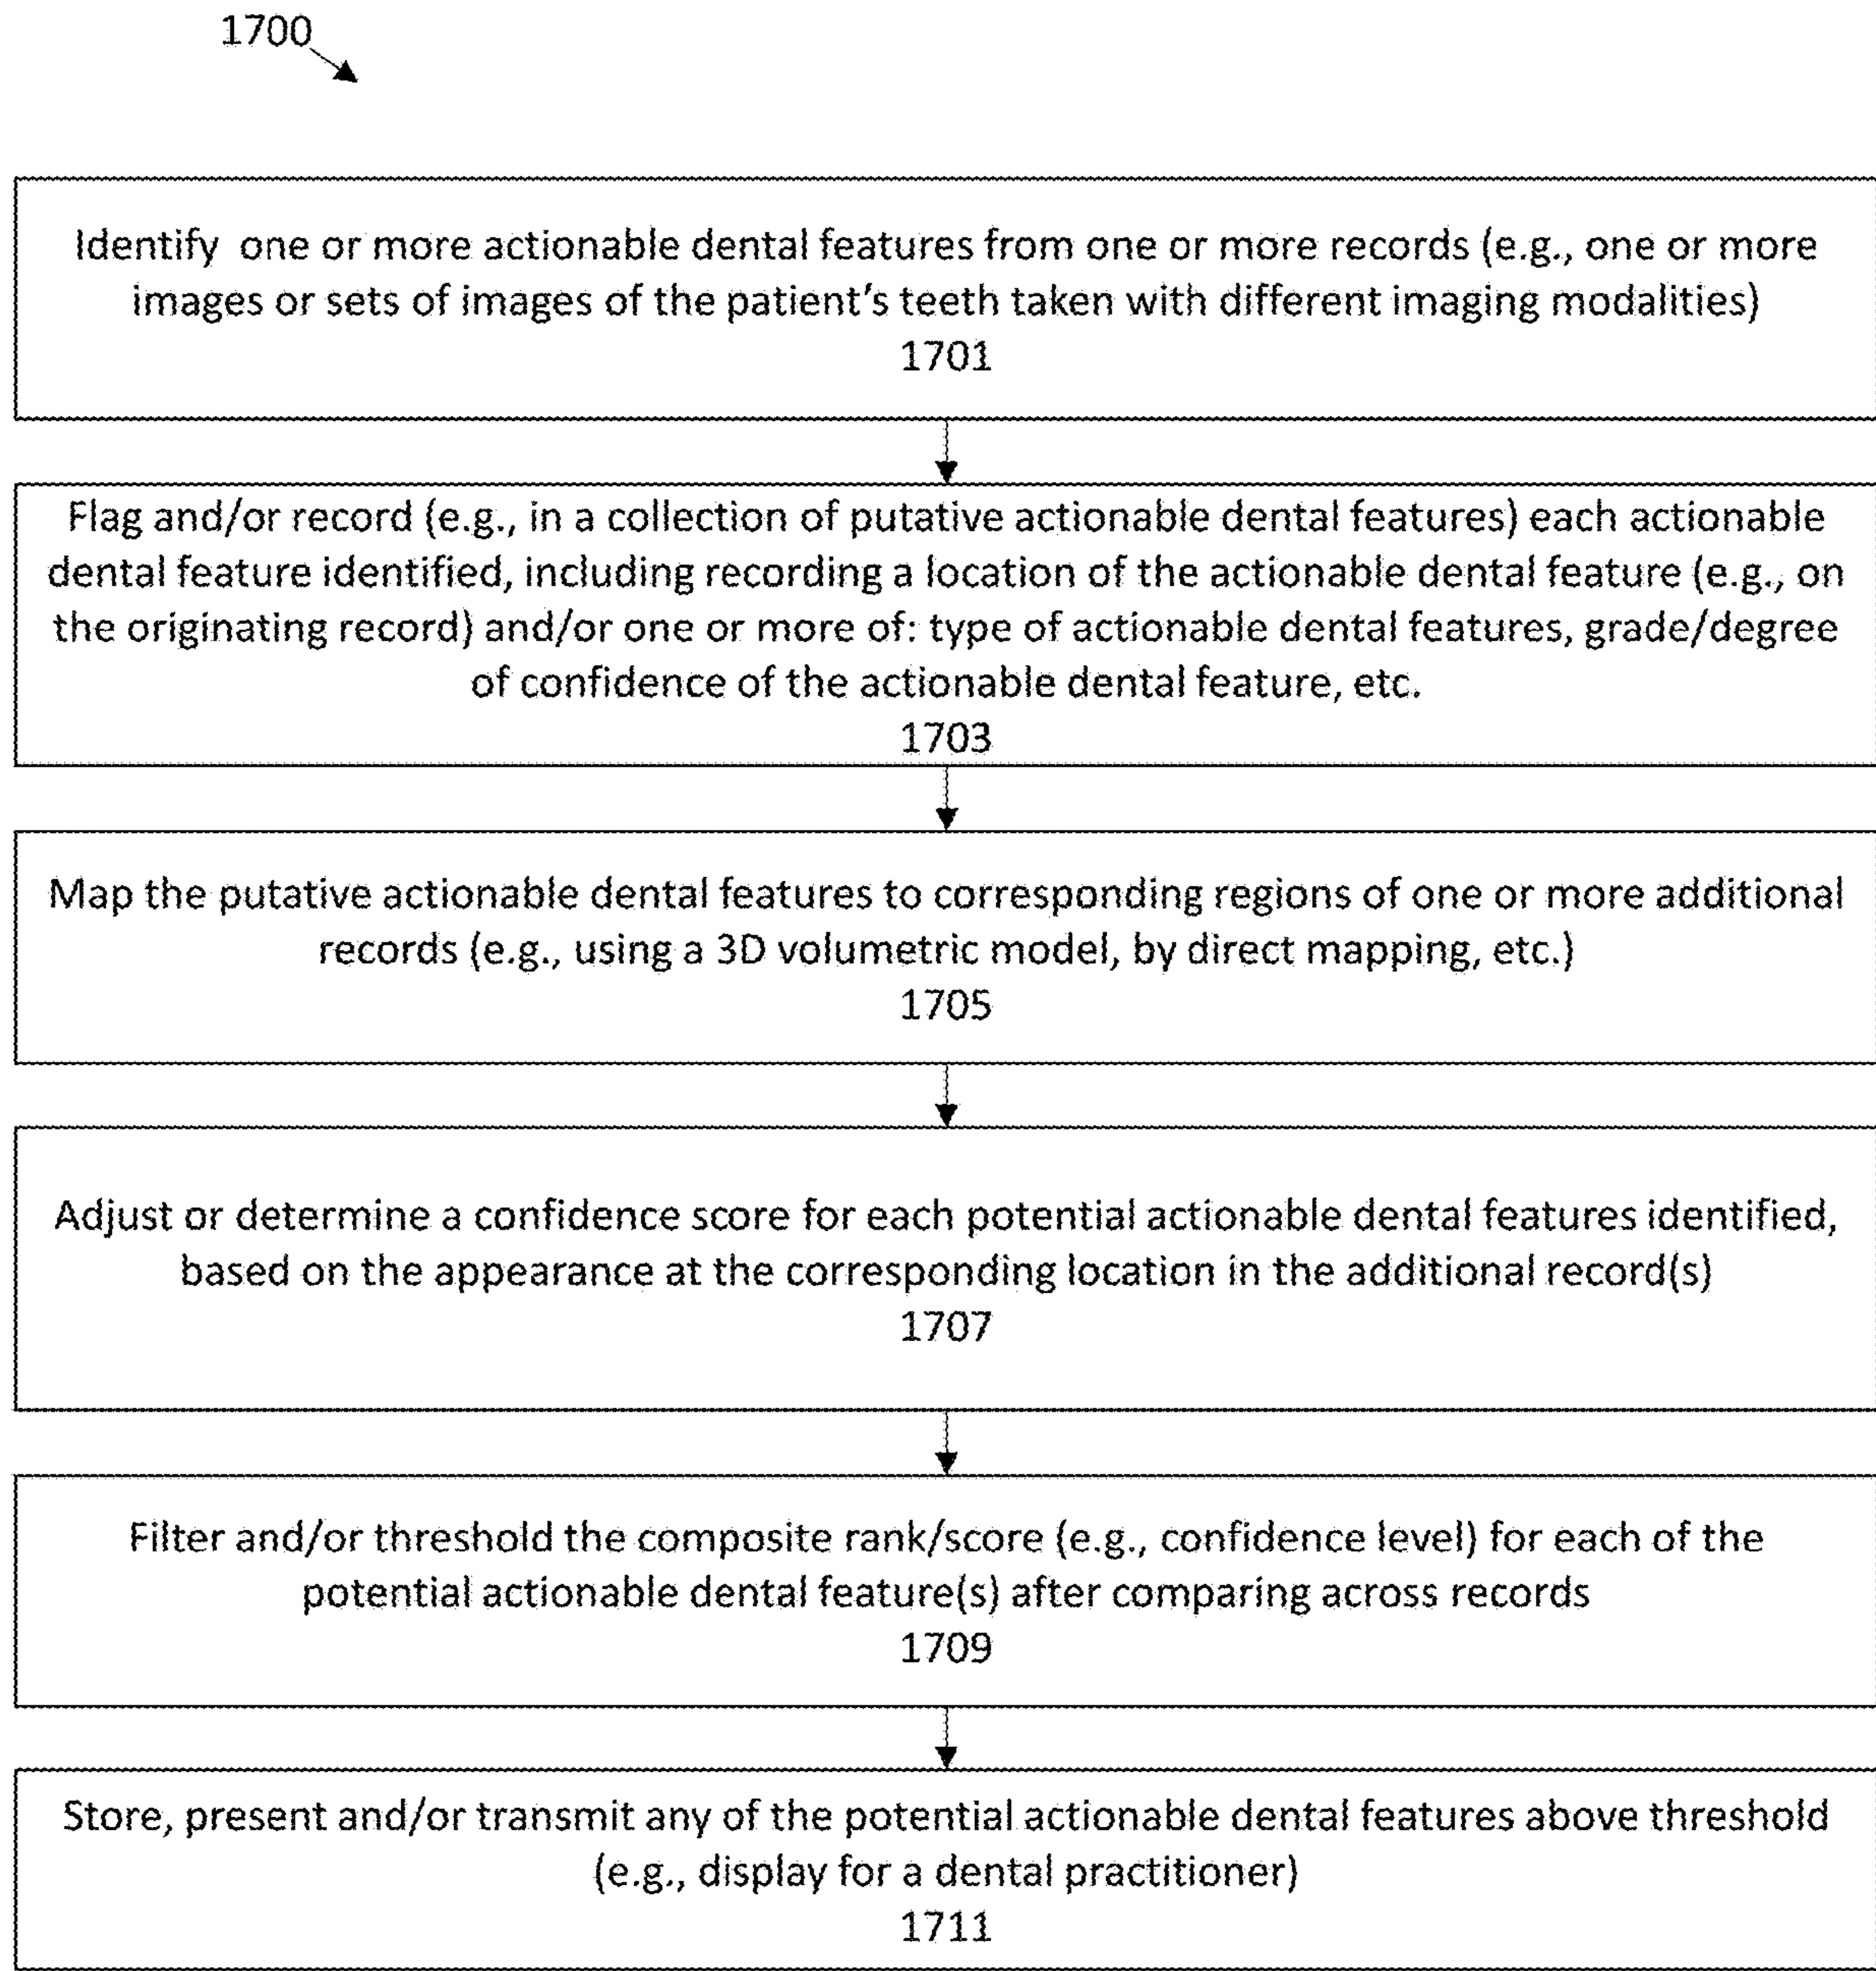 1700
Identify one or more actionable dental features from one or more records (e.g., one or more
images or sets of images of the patient's teeth taken with different imaging modalities)
1701
Flag and/or record (e.g., in a collection of putative actionable dental features) each actionable
dental feature identified, including recording a location of the actionable dental feature (e.g., on
the originating record) and/or one or more of: type of actionable dental features, grade/degree
of confidence of the actionable dental feature, etc.
1703
Map the putative actionable dental features to corresponding regions of one or more additional
records (e.g., using a 3D volumetric model, by direct mapping, etc.)
1705
Adjust or determine a confidence score for each potential actionable dental features identified,
based on the appearance at the corresponding location in the additional record(s)
1707
Filter and/or threshold the composite rank/score (e.g., confidence level) for each of the
potential actionable dental feature(s) after comparing across records
1709
Store, present and/or transmit any of the potential actionable dental features above threshold
(e.g., display for a dental practitioner)
1711